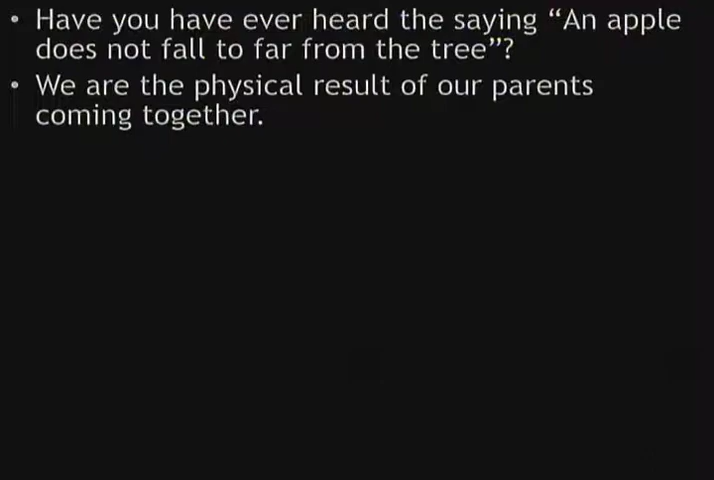 • Have you have ever heard the saying “An apple
does not fall to far from the tree”?
• We are the physical result of our parents
coming together.